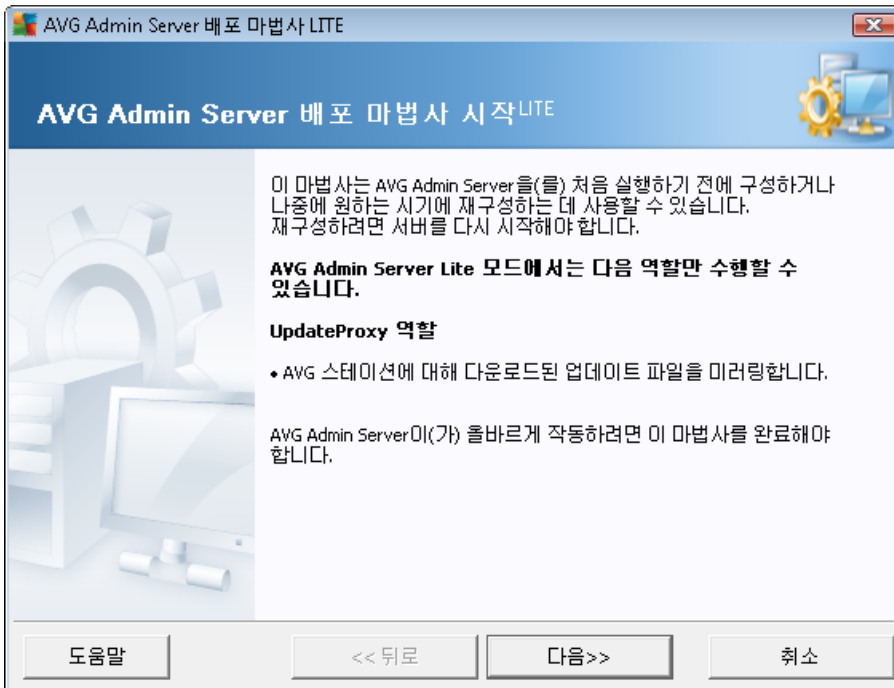 AVG Admin Server 배포 마법사 LITE
AVG Admin Server 배포 마법사 시작LITE
이 마법사는 AVG Admin Server을(를) 처음 실행하기 전에 구성하거나
나중에 원하는 시기에 재구성하는 데 사용할 수 있습니다.
재구성하려면 서버를 다시 시작해야 합니다.
AVG Admin Server Lite 모드에서는 다음 역할만 수행할 수
있습니다.
UpdateProxy 역할
• AVG 스테이션에 대해 다운로드된 업데이트 파일을 미러링합니다.
AVG Admin Server이(가) 올바르게 작동하려면 이 마법사를 완료해야
합니다.
도움말
<< 뒤로
다음>>
취소